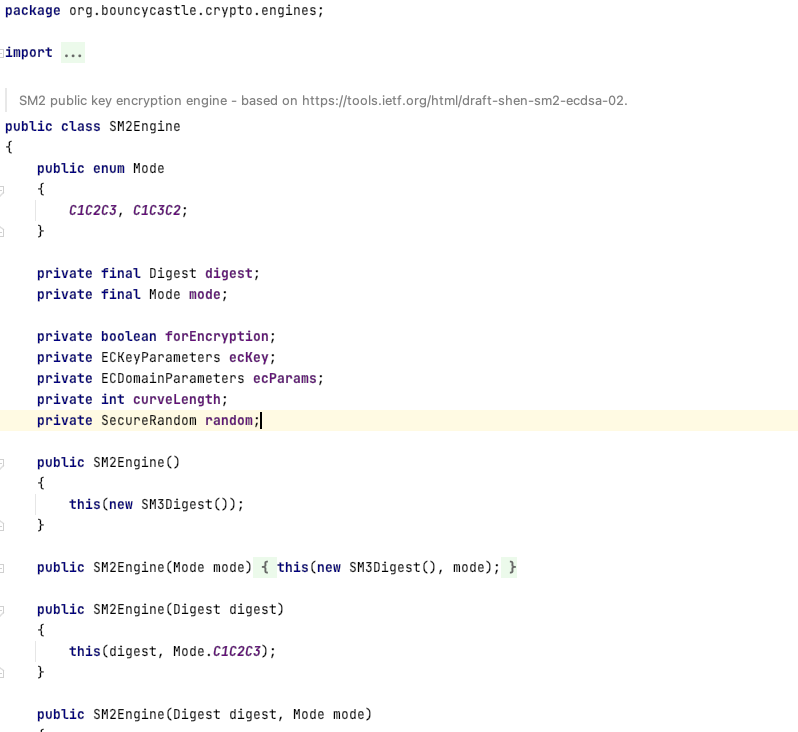 package org.bouncycastle.crypto.engines;
import ...
SM2 public key encryption engine - based on https://tools.ietf.org/html/draft-shen-sm2-ecdsa-02.
public class SM2Engine
{
    public enum Mode
    {
        C1C2C3, C1C3C2;
    }
    private final Digest digest;
    private final Mode mode;
    private boolean forEncryption;
    private ECKeyParameters ecKey;
    private ECDomainParameters ecParams;
    private int curveLength;
    private SecureRandom random;
    public SM2Engine()
    {
        this(new SM3Digest());
    }
    public SM2Engine(Mode mode) { this(new SM3Digest(), mode); }
    public SM2Engine(Digest digest)
    {
        this(digest, Mode.C1C2C3);
    }
    public SM2Engine(Digest digest, Mode mode)
    {